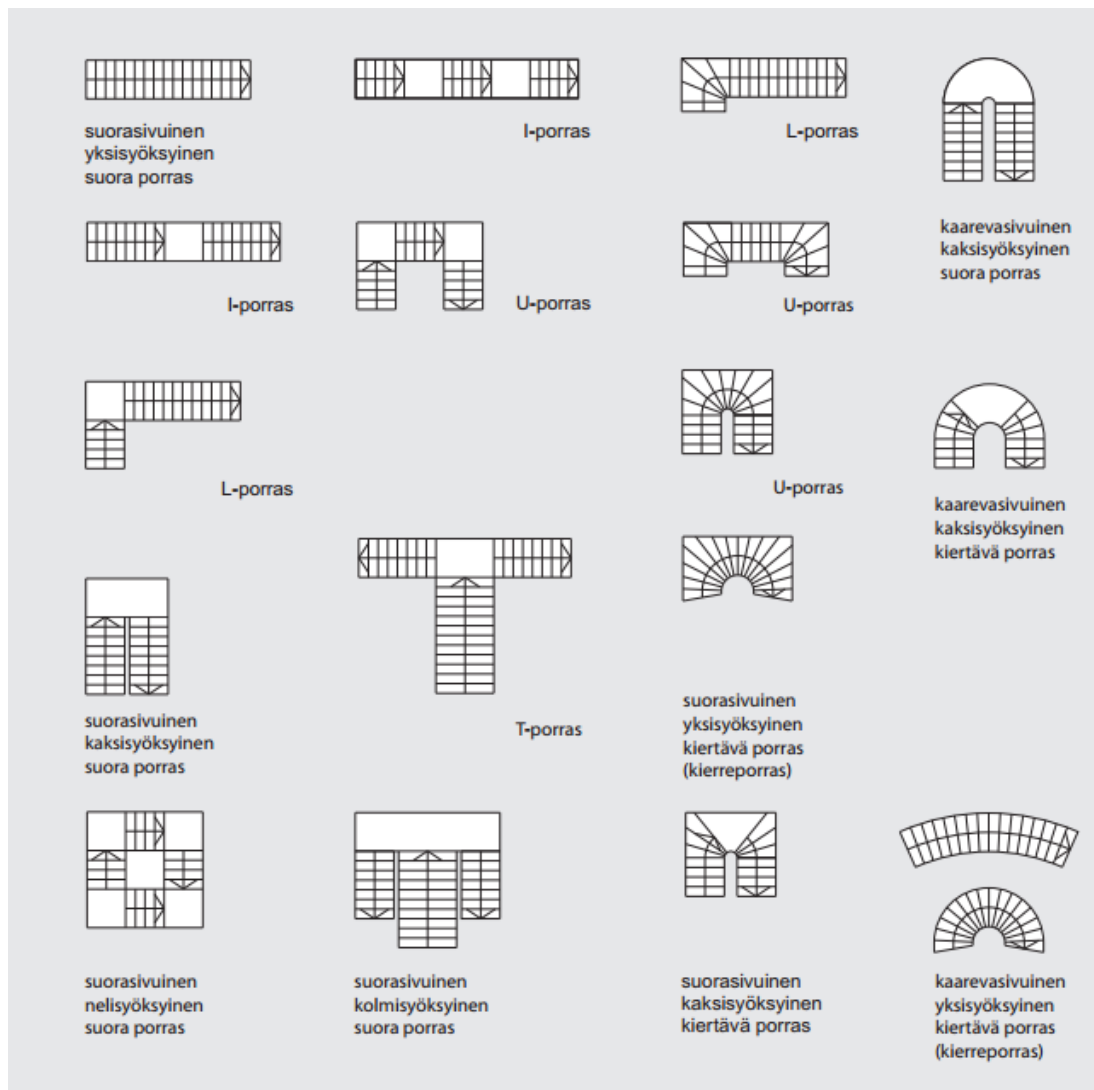 suorasivuinen
yksisyöksyinen
suora porras
I-porras
L-porras
kaarevasivuinen
kaksisyöksyinen
suora porras
I-porras
U-porras
U-porras
L-porras
U-porras
kaarevasivuinen
kaksisyöksyinen
kiertävä porras
suorasivuinen
kaksisyöksyinen
suora porras
T-porras
suorasivuinen
yksisyöksyinen
kiertävä porras
(kierreporras)
suorasivuinen
nelisyöksyinen
suora porras
suorasivuinen
kolmisyöksyinen
suora porras
suorasivuinen
kaksisyöksyinen
kiertävä porras
kaarevasivuinen
yksisyöksyinen
kiertävä porras
(kierreporras)